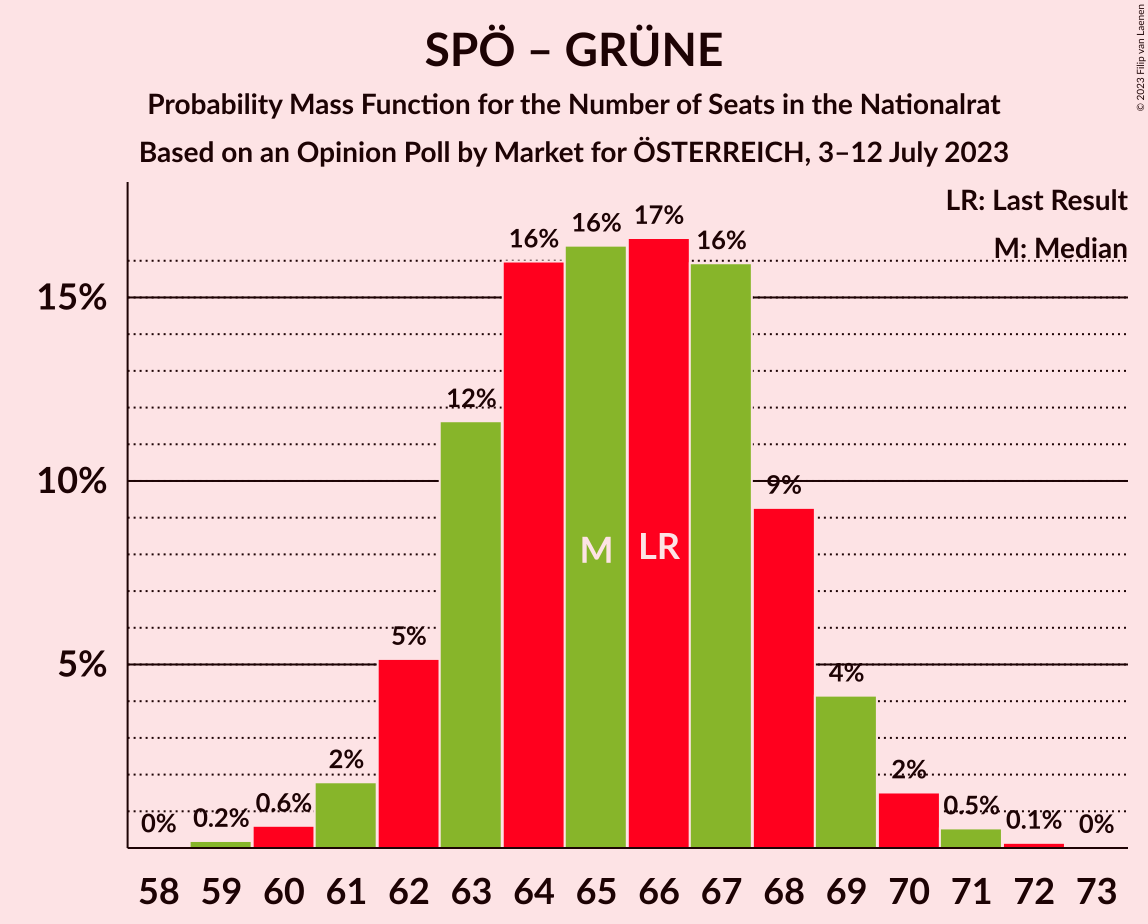 SPÖ – GRÜNE
Probability Mass Function for the Number of Seats in the Nationalrat
Based on an Opinion Poll by Market for ÖSTERREICH, 3–12 July 2023
© 2023 Filip van Laenen
LR: Last Result
M: Median
15%
10%
5%
0%
0.2%
0.6%
2%
5%
12%
16%
16%
17%
16%
9%
4%
2%
0.5%
0.1%
0%
M
LR
58 59 60 61 62 63 64 65 66 67 68 69 70 71 72 73